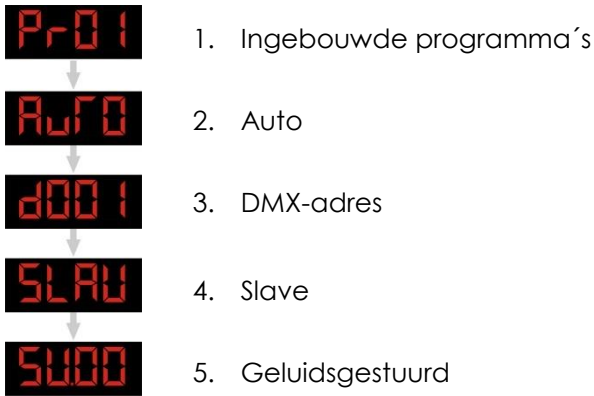 Pr01 1. Ingebouwde programma´s
AuTO 2. Auto
d001 3. DMX-adres
SLAU 4. Slave
SU.00 5. Geluidsgestuurd